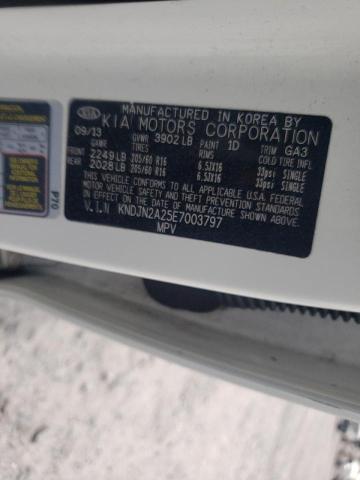 KIA MANUFACTURED IN KOREA BY
KIA MOTORS CORPORATION
09/13 GVWR 3902 LB PAINT 1D TRIM GA3
GAWR TIRES RIMS COLD TIRE INFL
FRONT 2249 LB 205/60 R16 6.5JX16 33psi SINGLE
REAR 2028 LB 205/60 R16 6.5JX16 33psi SINGLE
THIS VEHICLE CONFORMS TO ALL APPLICABLE U.S.A. FEDERAL
MOTOR VEHICLE SAFETY, BUMPER AND THEFT PREVENTION
STANDARDS IN EFFECT ON THE DATE OF MANUFACTURE SHOWN ABOVE.
V.I.N KNDJN2A25E7003797
MPV
P70